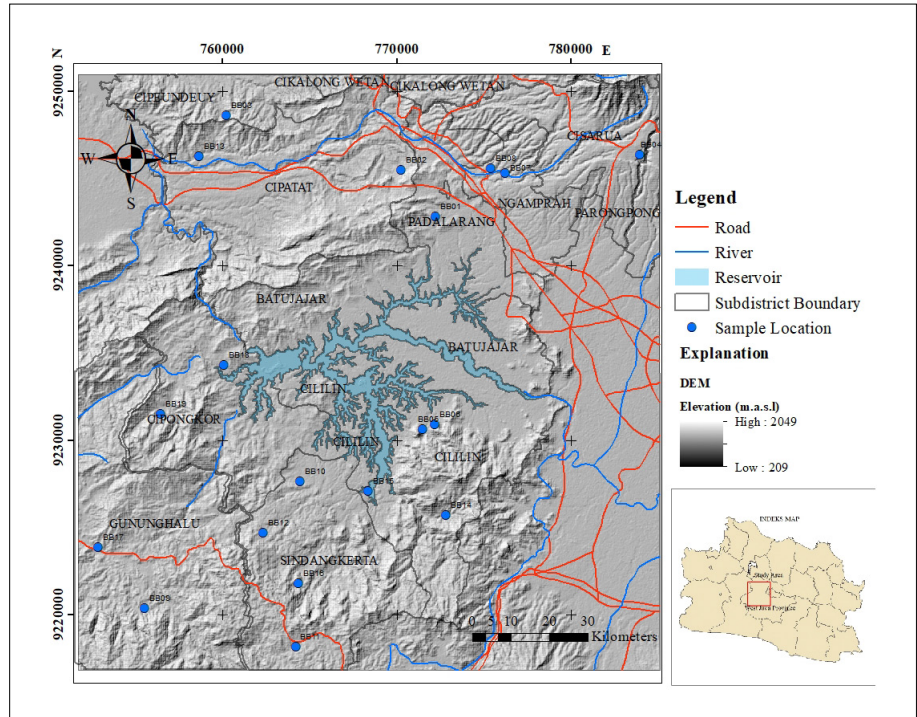 760000 770000 780000 E
N
9250000
9240000
9230000
9220000
CIKALONG WETAN
CIKALONG WETAN
CIPEUNDEUY
BB03
N
W E
S
CISARUA
BB13
BB02
BB08
BB07
BB04
CIPATAT
NGAMPRAH
PARONGPONG
BB01
PADALARANG
BATUJAJAR
BATUJAJAR
BB18
CILILIN
BB19
CIPONGKOR
BB05
BB06
CILILIN
CILILIN
BB10
BB15
BB14
GUNUNGHALU
BB12
BB17
SINDANGKERTA
BB16
BB09
BB11
0 5 10 20 30
Kilometers
Legend
Road
River
Reservoir
Subdistrict Boundary
Sample Location
Explanation
DEM
Elevation (m.a.s.l)
High : 2049
Low : 209
INDEKS MAP
Study Area
West Java Province